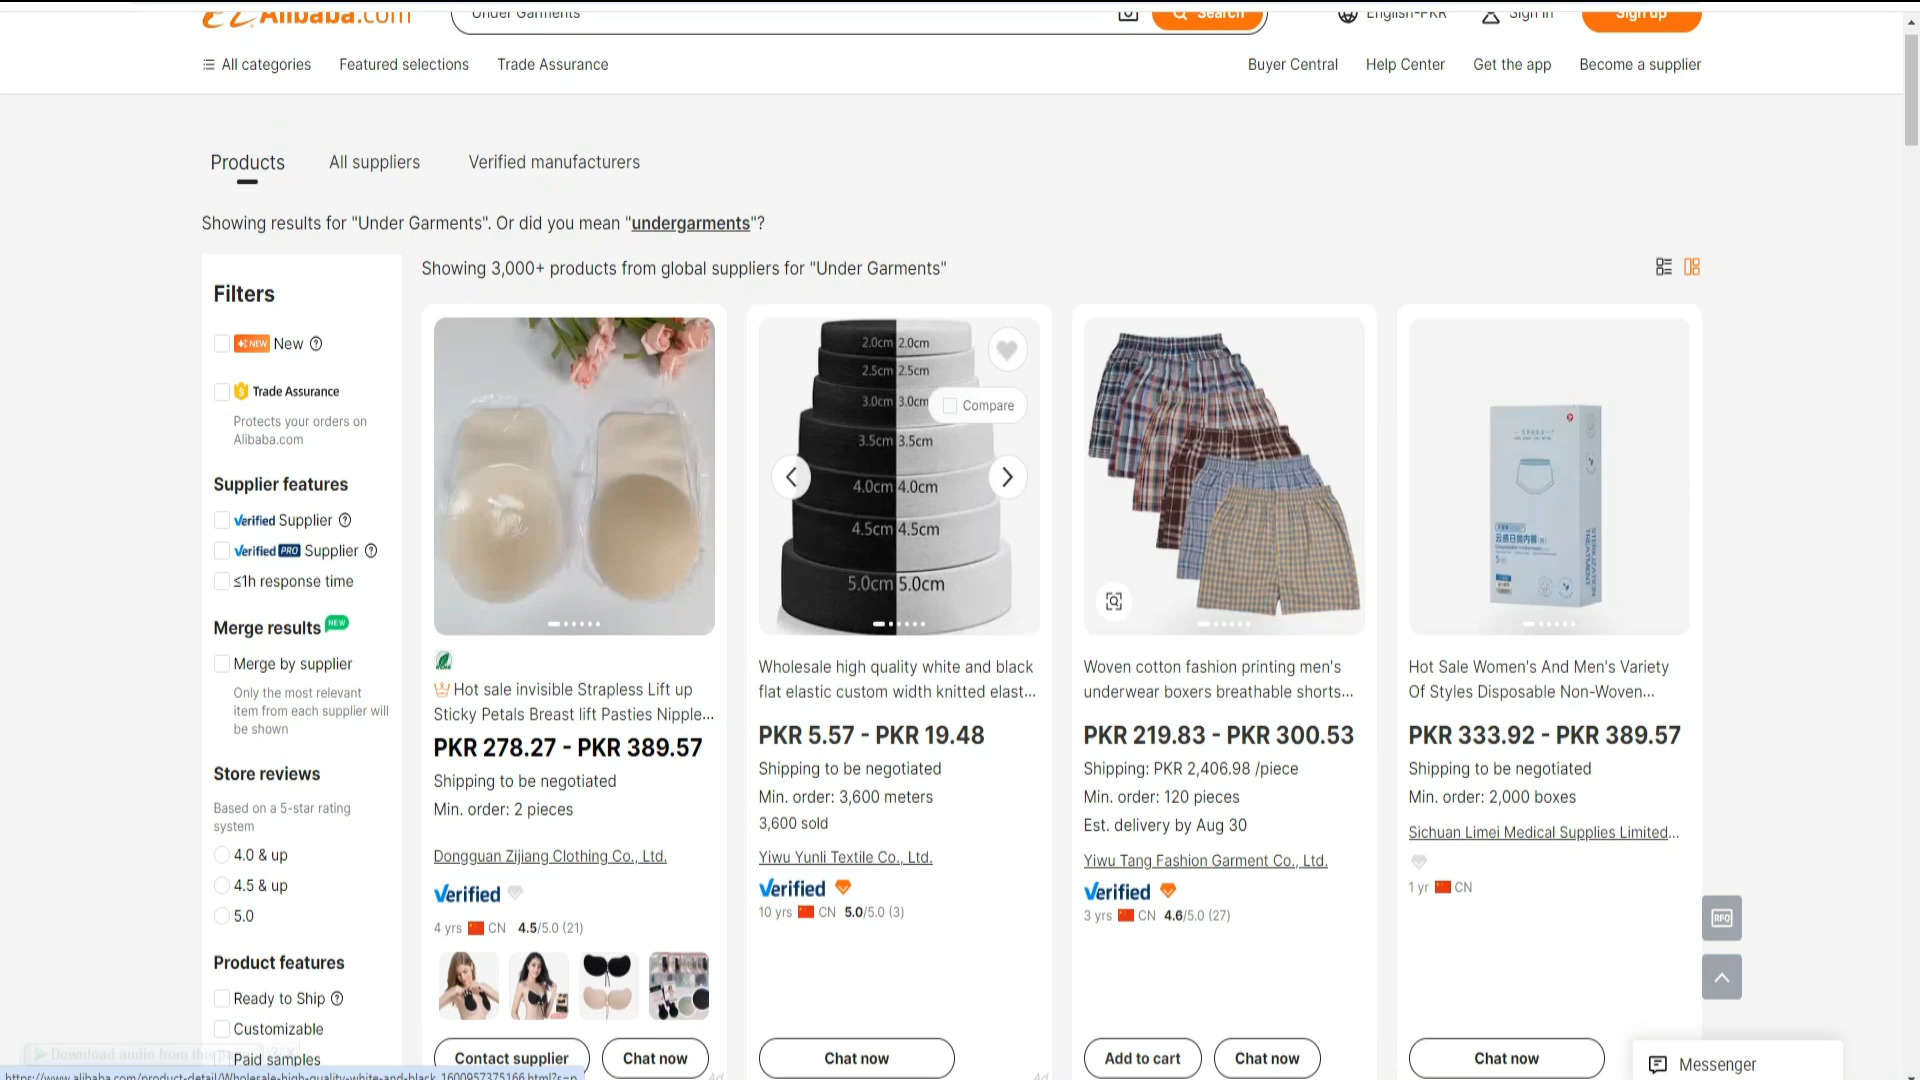 Alibaba.com
Under Garments
Search
English-PKR
Sign in
Sign up
All categories
Featured selections
Trade Assurance
Buyer Central
Help Center
Get the app
Become a supplier
Products
All suppliers
Verified manufacturers
Showing results for "Under Garments". Or did you mean "undergarments"?
Showing 3,000+ products from global suppliers for "Under Garments"
Filters
NEW New
Trade Assurance
Protects your orders on
Alibaba.com
Supplier features
Verified Supplier
Verified PRO Supplier
≤1h response time
Merge results NEW
Merge by supplier
Only the most relevant
item from each supplier will
be shown
Store reviews
Based on a 5-star rating
system
4.0 & up
4.5 & up
5.0
Product features
Ready to Ship
Customizable
Paid samples
Hot sale invisible Strapless Lift up
Sticky Petals Breast lift Pasties Nipple...
PKR 278.27 - PKR 389.57
Shipping to be negotiated
Min. order: 2 pieces
Dongguan Zijiang Clothing Co., Ltd.
Verified
4 yrs CN 4.5/5.0 (21)
Contact supplier
Chat now
Ad
2.0cm 2.0cm
2.5cm 2.5cm
3.0cm 3.0cm
Compare
3.5cm 3.5cm
4.0cm 4.0cm
4.5cm 4.5cm
5.0cm 5.0cm
Wholesale high quality white and black
flat elastic custom width knitted elast...
PKR 5.57 - PKR 19.48
Shipping to be negotiated
Min. order: 3,600 meters
3,600 sold
Yiwu Yunli Textile Co., Ltd.
Verified
10 yrs CN 5.0/5.0 (3)
Chat now
Ad
Woven cotton fashion printing men's
underwear boxers breathable shorts...
PKR 219.83 - PKR 300.53
Shipping: PKR 2,406.98 /piece
Min. order: 120 pieces
Est. delivery by Aug 30
Yiwu Tang Fashion Garment Co., Ltd.
Verified
3 yrs CN 4.6/5.0 (27)
Add to cart
Chat now
Hot Sale Women's And Men's Variety
Of Styles Disposable Non-Woven...
PKR 333.92 - PKR 389.57
Shipping to be negotiated
Min. order: 2,000 boxes
Sichuan Limei Medical Supplies Limited...
1 yr CN
Chat now
RFQ
Messenger
Download audio from this